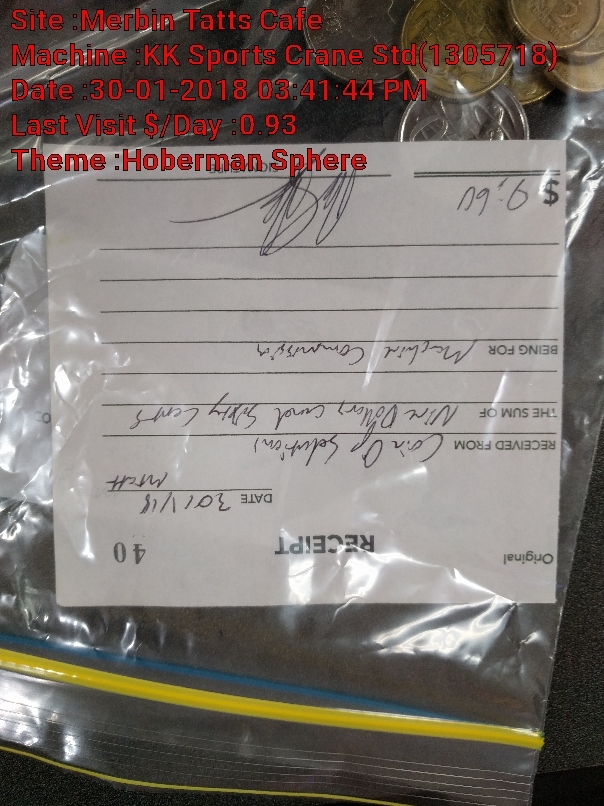 Site :Merbin Tatts Cafe
Machine :KK Sports Crane Std(1305718)
Date :30-01-2018 03:41:44 PM
Last Visit $/Day :0.93
Theme :Hoberman Sphere
Original
RECEIPT
40
DATE 30/1/18
RECEIVED FROM Coin Op Solutions
THE SUM OF Nine Dollars and Sixty Cents
BEING FOR Machine Commission
$ 9.60